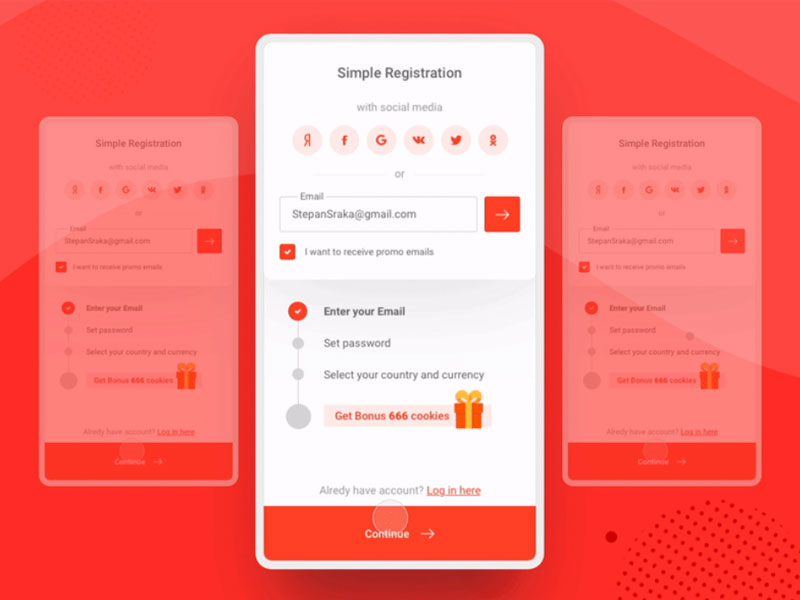 Simple Registration
with social media
Я f G w
or
Email
StepanSraka@gmail.com
I want to receive promo emails
Enter your Email
Set password
Select your country and currency
Get Bonus 666 cookies
Alredy have account? Log in here
Continue
Simple Registration
with social media
or
Email
StepanSraka@gmail.com
I want to receive promo emails
Enter your Email
Set password
Select your country and currency
Get Bonus 666 cookies
Alredy have account? Log in here
Continue
Simple Registration
with social media
or
Email
StepanSraka@gmail.com
I want to receive promo emails
Enter your Email
Set password
Select your country and currency
Get Bonus 666 cookies
Alredy have account? Log in here
Continue